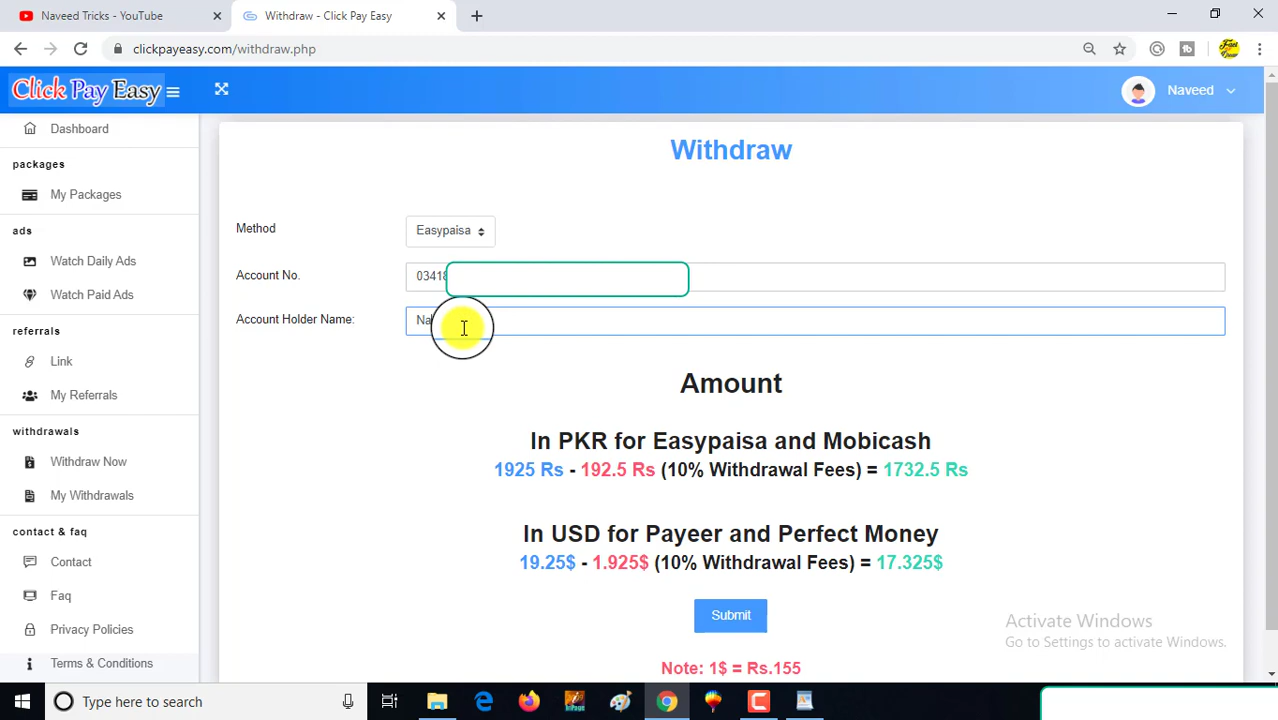 Naveed Tricks - YouTube
Withdraw - Click Pay Easy
clickpayeasy.com/withdraw.php
Click Pay Easy
Naveed
Dashboard
packages
My Packages
ads
Watch Daily Ads
Watch Paid Ads
referrals
Link
My Referrals
withdrawals
Withdraw Now
My Withdrawals
contact & faq
Contact
Faq
Privacy Policies
Terms & Conditions
Withdraw
Method
Easypaisa
Account No.
03418
Account Holder Name:
Amount
In PKR for Easypaisa and Mobicash
1925 Rs - 192.5 Rs (10% Withdrawal Fees) = 1732.5 Rs
In USD for Payeer and Perfect Money
19.25$ - 1.925$ (10% Withdrawal Fees) = 17.325$
Submit
Note: 1$ = Rs.155
Activate Windows
Go to Settings to activate Windows.
Type here to search